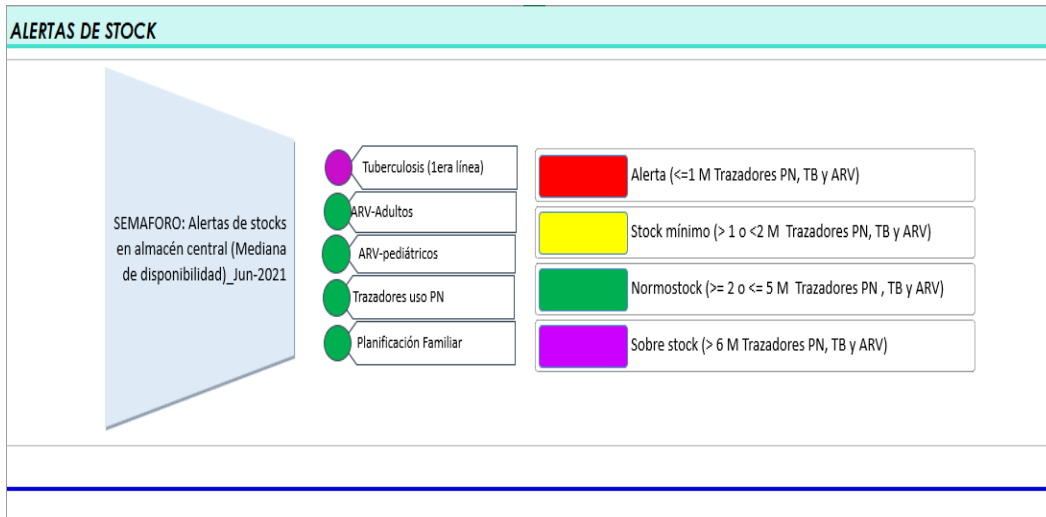 ALERTAS DE STOCK
SEMAFORO: Alertas de stocks
en almacén central (Mediana
de disponibilidad)_Jun-2021
Tuberculosis (1era línea)
ARV-Adultos
ARV-pediátricos
Trazadores uso PN
Planificación Familiar
Alerta (<=1 M Trazadores PN, TB y ARV)
Stock mínimo (> 1 o <2 M  Trazadores PN, TB y ARV)
Normostock (>= 2 o <= 5 M  Trazadores PN , TB y ARV)
Sobre stock (> 6 M Trazadores PN, TB y ARV)